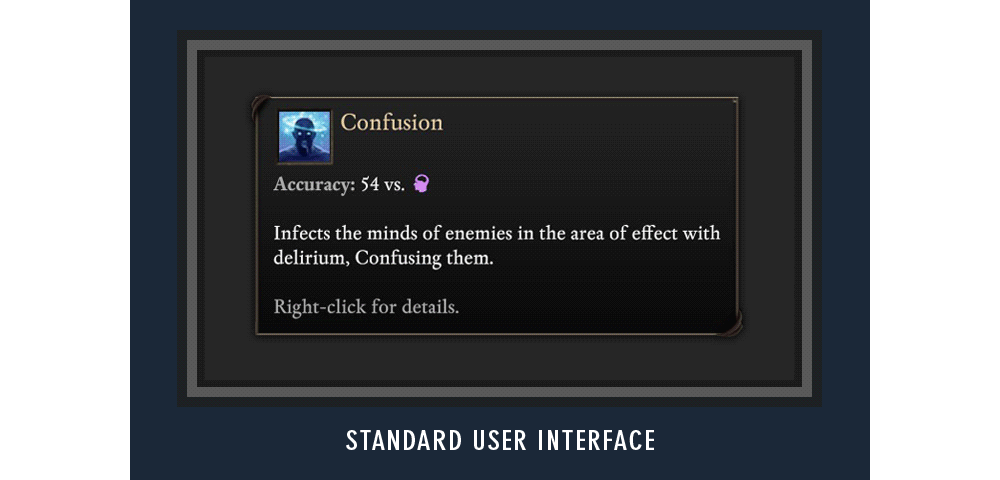 Confusion
Accuracy: 54 vs.
Infects the minds of enemies in the area of effect with
delirium, Confusing them.
Right-click for details.
STANDARD USER INTERFACE